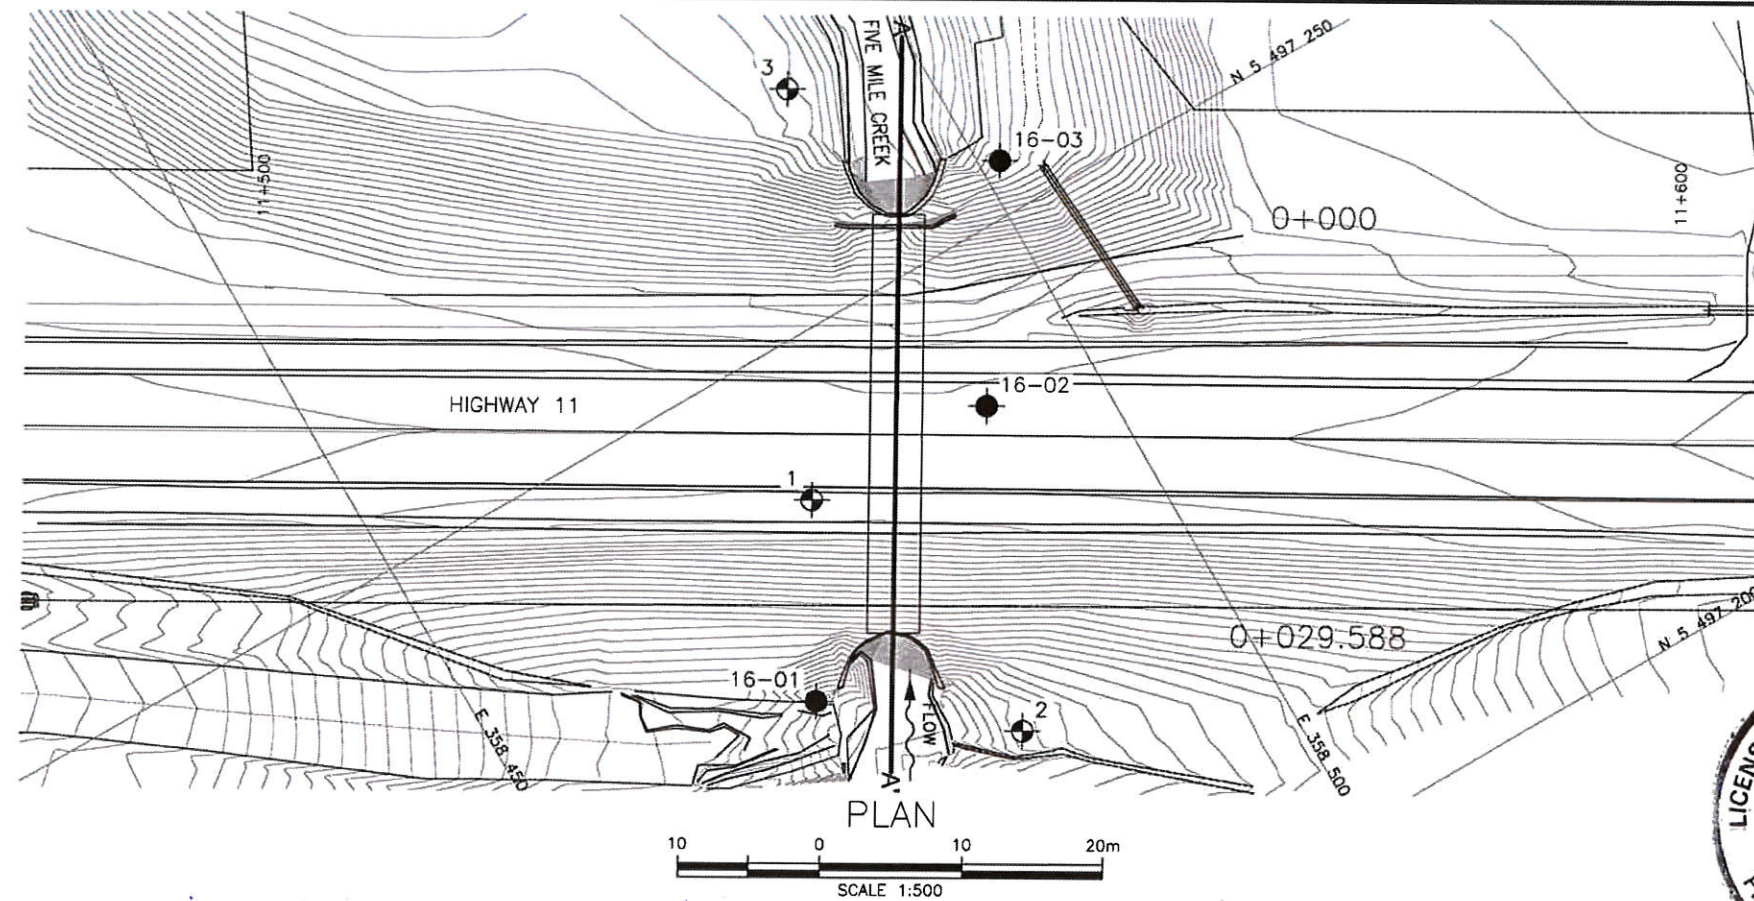 A
FIVE MILE CREEK
N 5 497 250
3
16-03
11+500
11+600
0+000
16-02
HIGHWAY 11
1
0+029.588
N 5 497 200
16-01
2
FLOW
E 358 450
E 358 500
A'
PLAN
10 0 10 20m
SCALE 1:500